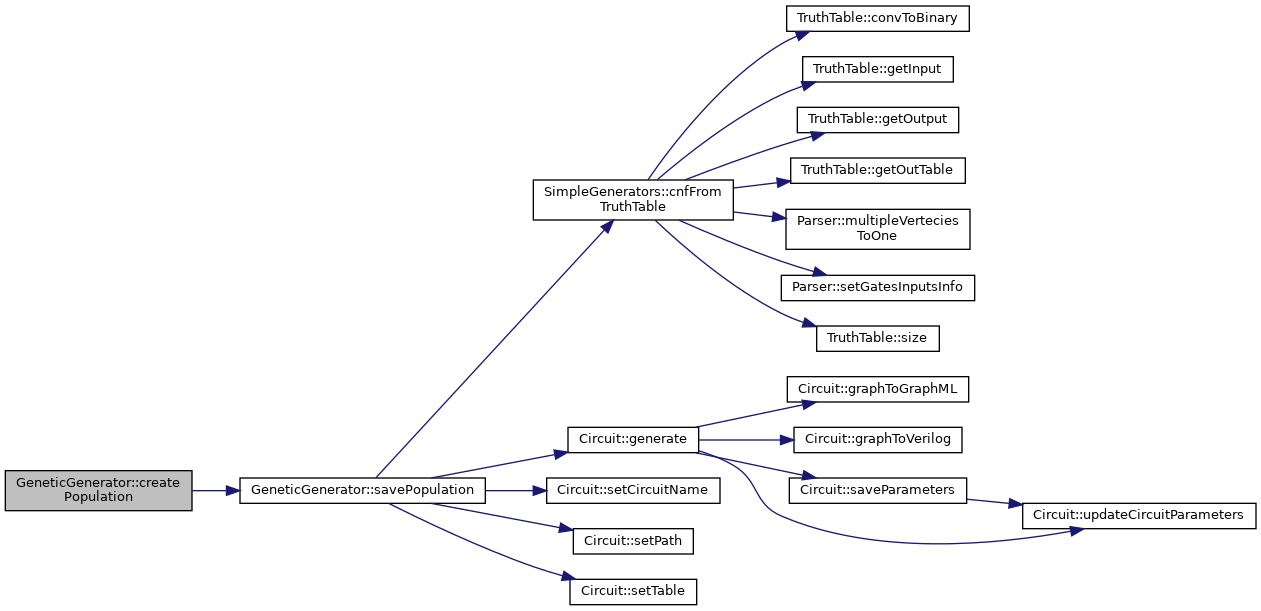 TruthTable::convToBinary
TruthTable::getInput
TruthTable::getOutput
TruthTable::getOutTable
SimpleGenerators::cnfFrom
TruthTable
Parser::multipleVertecies
ToOne
Parser::setGatesInputsInfo
TruthTable::size
Circuit::graphToGraphML
Circuit::generate
Circuit::graphToVerilog
GeneticGenerator::create
Population
GeneticGenerator::savePopulation
Circuit::setCircuitName
Circuit::saveParameters
Circuit::updateCircuitParameters
Circuit::setPath
Circuit::setTable